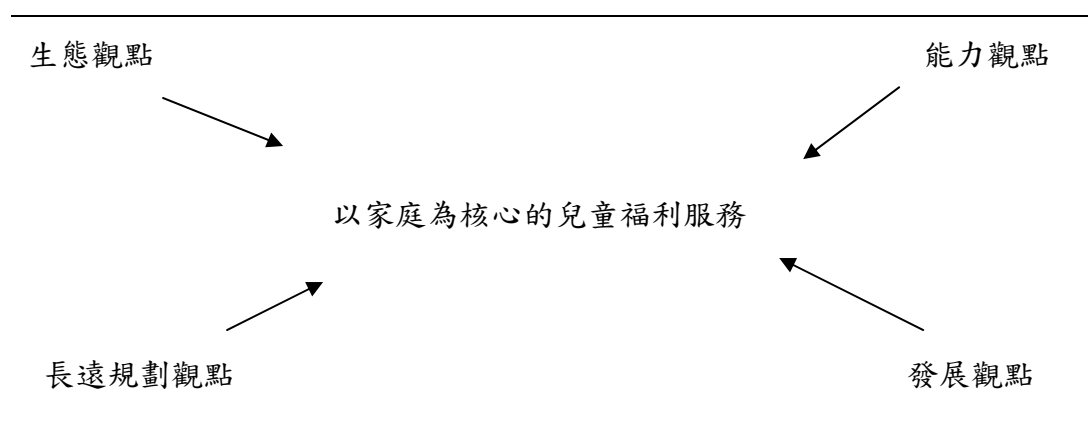 生態觀點
能力觀點
以家庭為核心的兒童福利服務
長遠規劃觀點
發展觀點